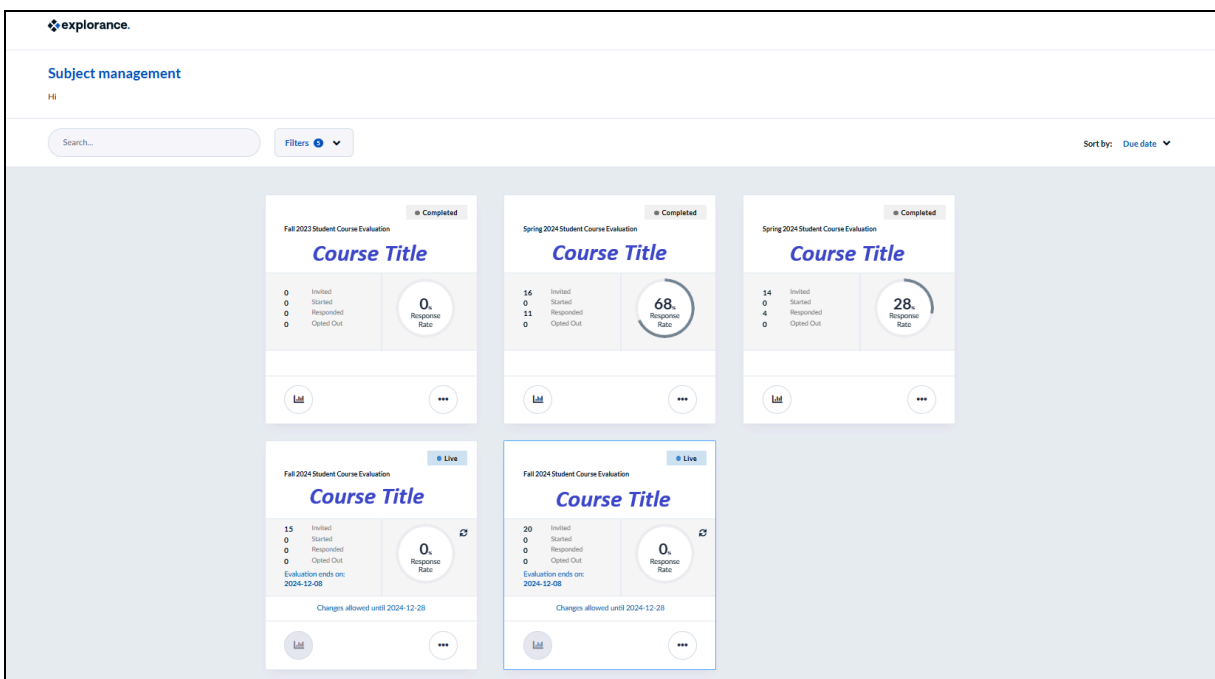 explorance.
Subject management
Hi
Search...
Filters 5
Sort by: Due date
Completed
Fall 2023 Student Course Evaluation
Course Title
0 Invited
0 Started
0 Responded
0 Opted Out
0% Response Rate
Completed
Spring 2024 Student Course Evaluation
Course Title
16 Invited
0 Started
11 Responded
0 Opted Out
68% Response Rate
Completed
Spring 2024 Student Course Evaluation
Course Title
14 Invited
0 Started
4 Responded
0 Opted Out
28% Response Rate
Live
Fall 2024 Student Course Evaluation
Course Title
15 Invited
0 Started
0 Responded
0 Opted Out
Evaluation ends on:
2024-12-08
0% Response Rate
Changes allowed until 2024-12-28
Live
Fall 2024 Student Course Evaluation
Course Title
20 Invited
0 Started
0 Responded
0 Opted Out
Evaluation ends on:
2024-12-08
0% Response Rate
Changes allowed until 2024-12-28